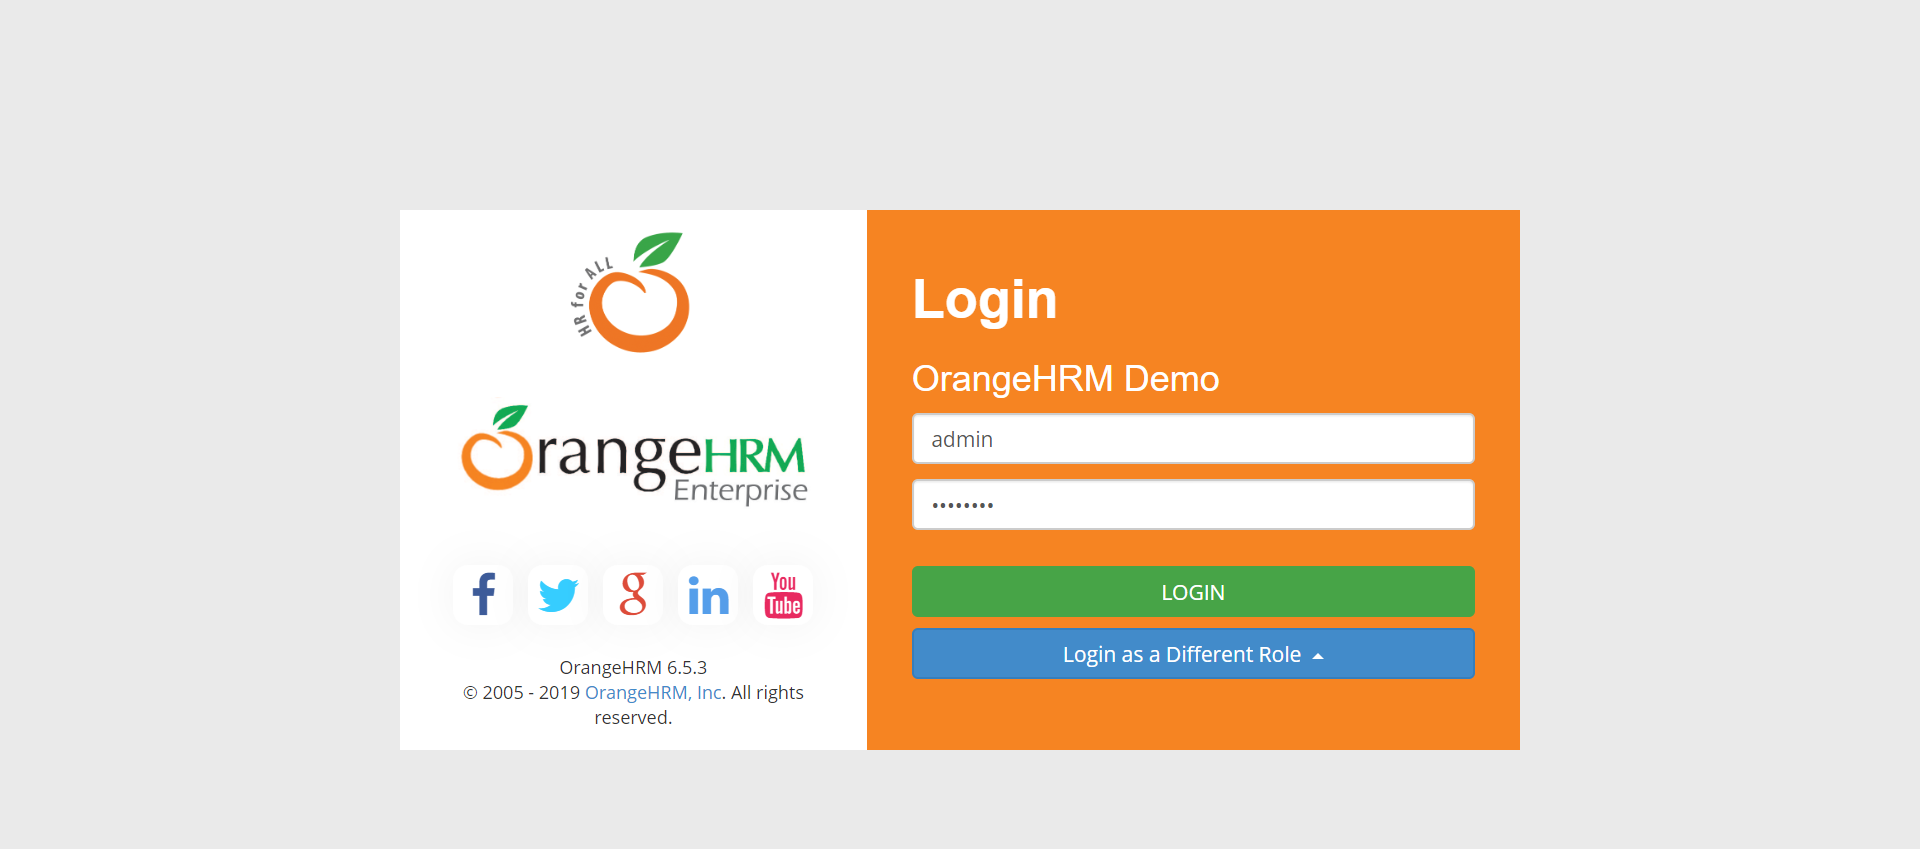 HR for ALL
OrangeHRM
Enterprise
You
Tube
OrangeHRM 6.5.3
© 2005 - 2019 OrangeHRM, Inc. All rights
reserved.
Login
OrangeHRM Demo
admin
••••••••
LOGIN
Login as a Different Role